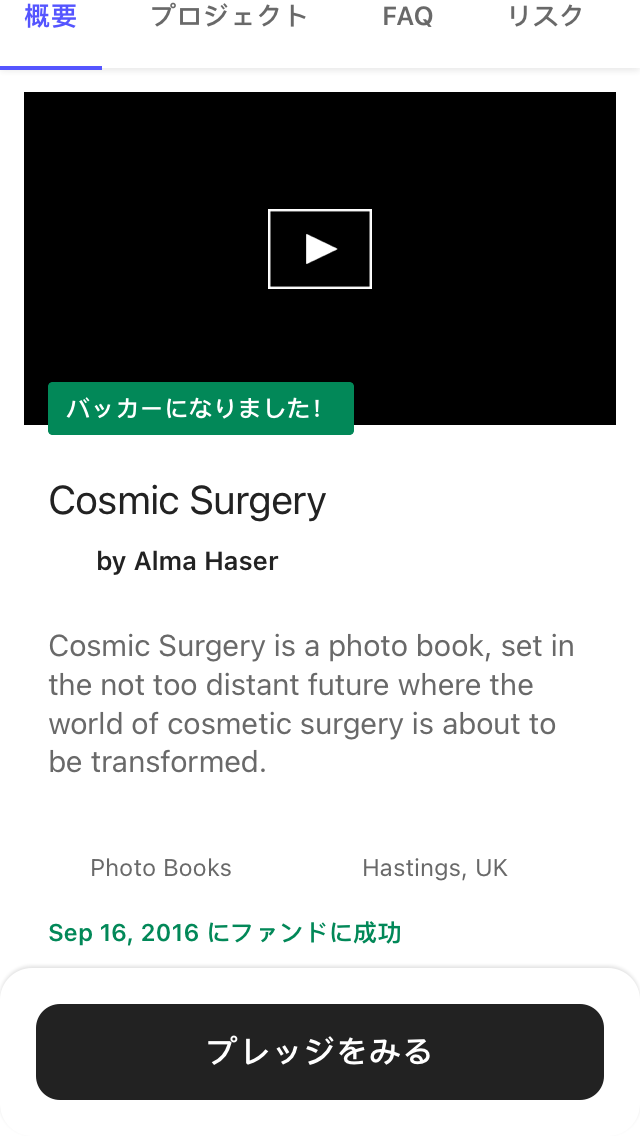 概要 プロジェクト FAQ リスク
バッカーになりました!
Cosmic Surgery
by Alma Haser
Cosmic Surgery is a photo book, set in
the not too distant future where the
world of cosmetic surgery is about to
be transformed.
Photo Books Hastings, UK
Sep 16, 2016 にファンドに成功
プレッジをみる